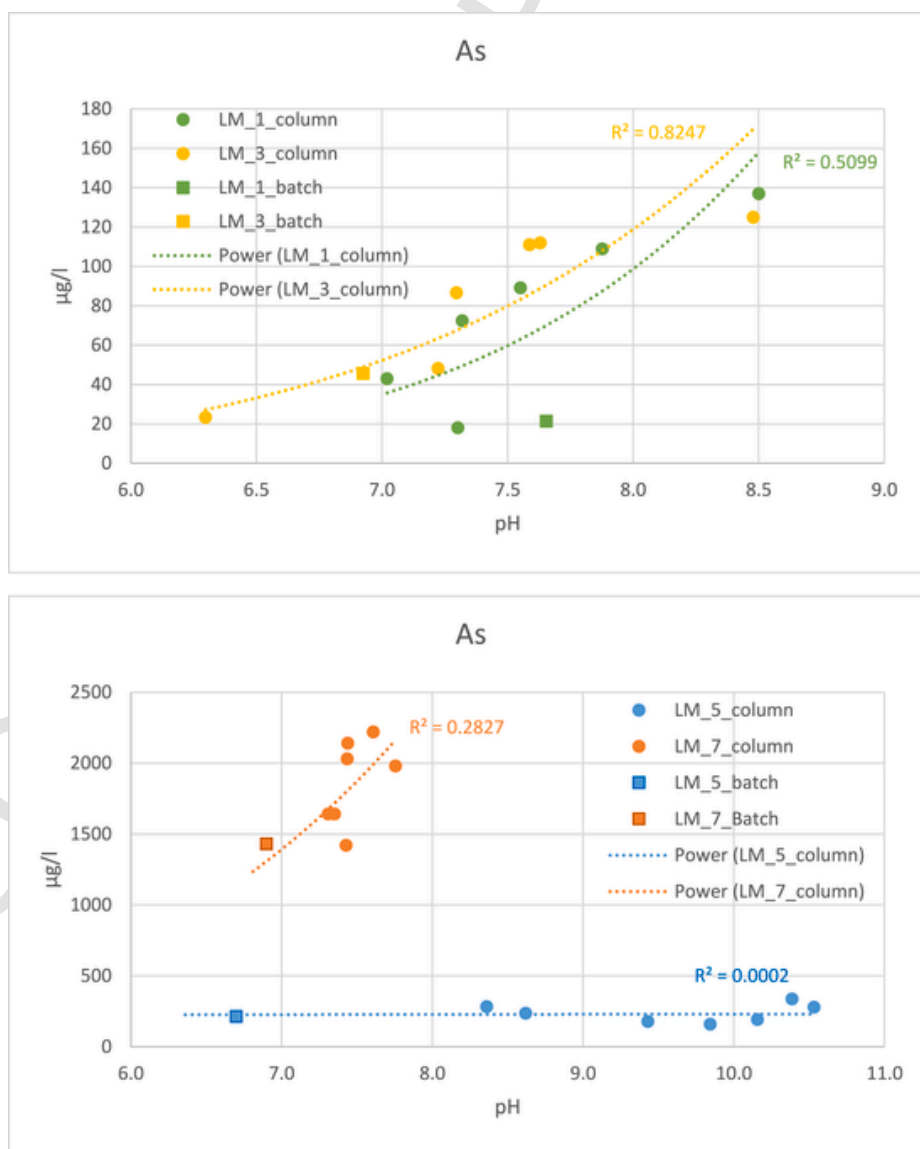 As
180
160
140
120
100
80
60
40
20
0
µg/l
LM_1_column
LM_3_column
LM_1_batch
LM_3_batch
Power (LM_1_column)
Power (LM_3_column)
R² = 0.8247
R² = 0.5099
6.0 6.5 7.0 7.5 8.0 8.5 9.0
pH
As
2500
2000
1500
1000
500
0
µg/l
R² = 0.2827
LM_5_column
LM_7_column
LM_5_batch
LM_7_Batch
Power (LM_5_column)
Power (LM_7_column)
R² = 0.0002
6.0 7.0 8.0 9.0 10.0 11.0
pH